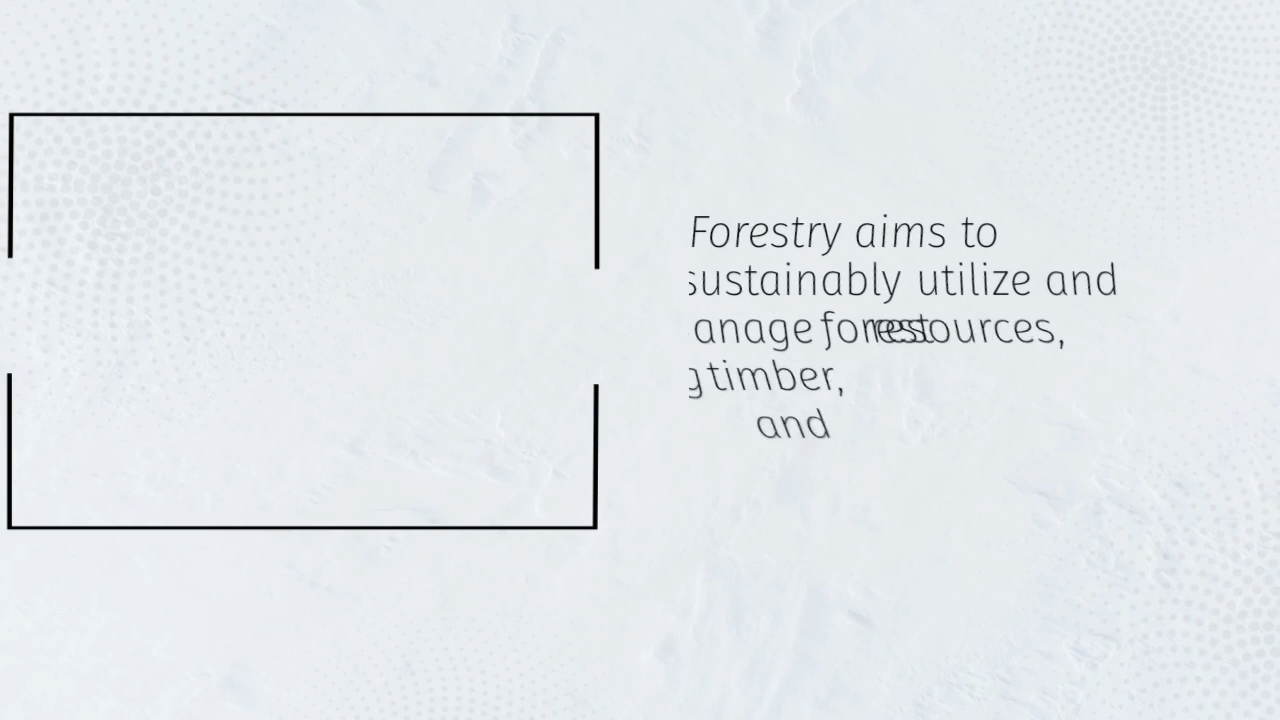 Forestry aims to
sustainably utilize and
anage forest resources,
g timber,
and